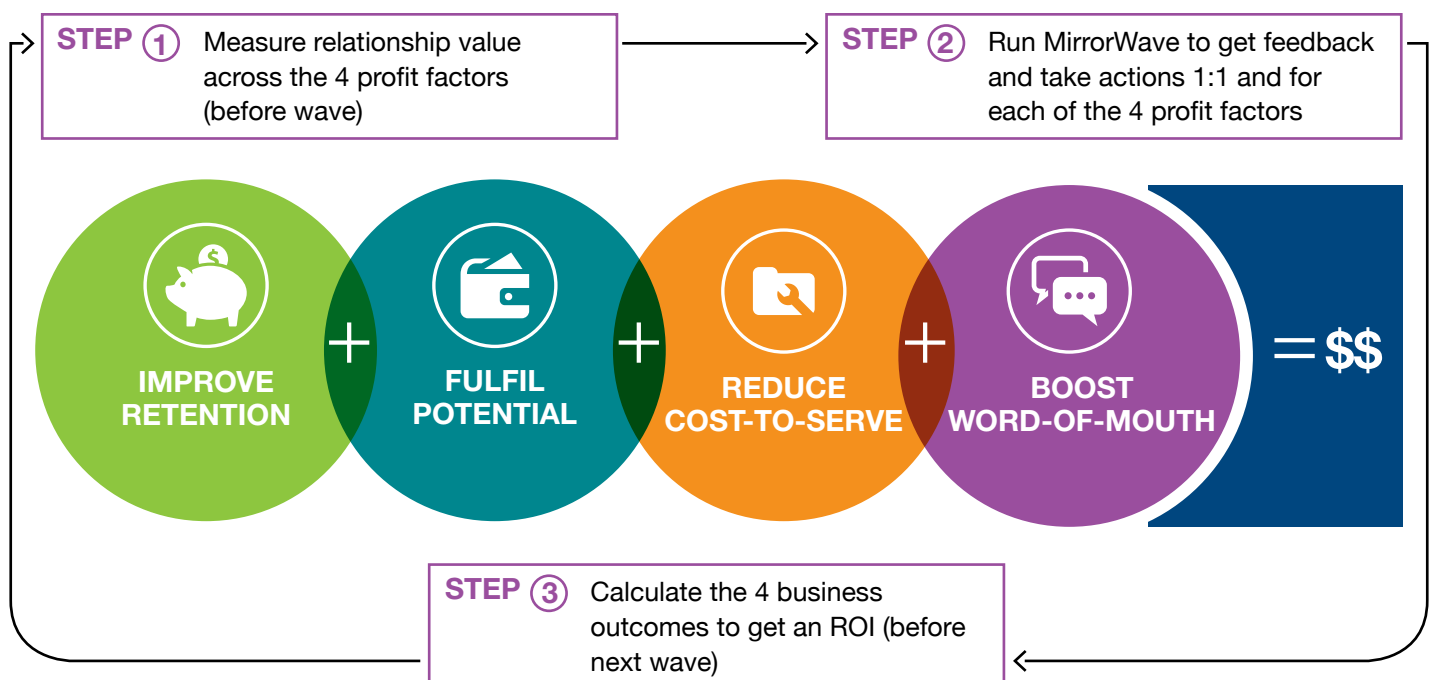 STEP 1 Measure relationship value
across the 4 profit factors
(before wave)
STEP 2 Run MirrorWave to get feedback
and take actions 1:1 and for
each of the 4 profit factors
$
IMPROVE
RETENTION
+
FULFIL
POTENTIAL
+
REDUCE
COST-TO-SERVE
+
BOOST
WORD-OF-MOUTH
= $$
STEP 3 Calculate the 4 business
outcomes to get an ROI (before
next wave)